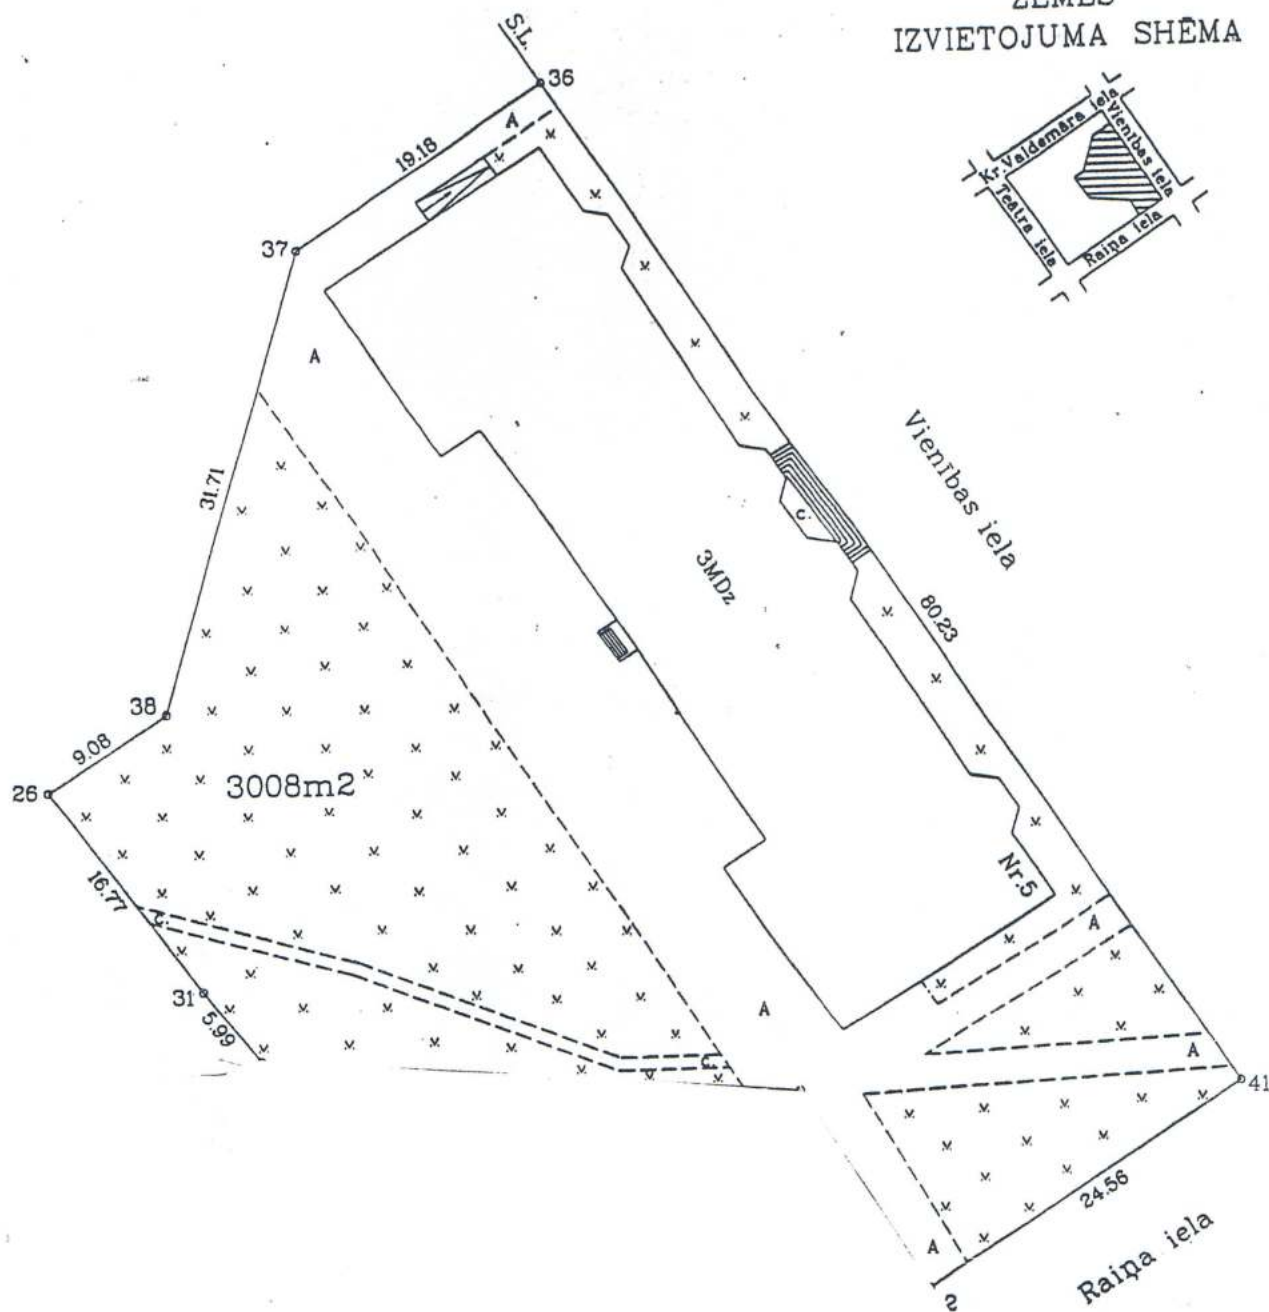 ZEMES
IZVIETOJUMA SHĒMA
Kr.Valdemāra iela
Vienības iela
Teātra iela
Raiņa iela
S.L.
36
19.18
A
37
A
31.71
Vienības iela
c.
3MDz
80.23
38
9.08
26
3008m2
16.77
c.
31
5.99
Nr.5
A
A
c.
A
41
24.56
A
2
Raiņa iela